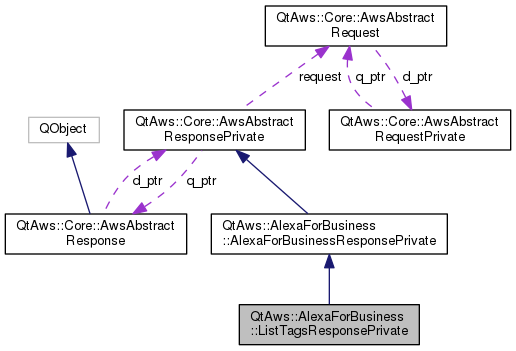 QtAws::Core::AwsAbstract
Request
request
q_ptr
d_ptr
QObject
QtAws::Core::AwsAbstract
ResponsePrivate
QtAws::Core::AwsAbstract
RequestPrivate
d_ptr
q_ptr
QtAws::Core::AwsAbstract
Response
QtAws::AlexaForBusiness
::AlexaForBusinessResponsePrivate
QtAws::AlexaForBusiness
::ListTagsResponsePrivate